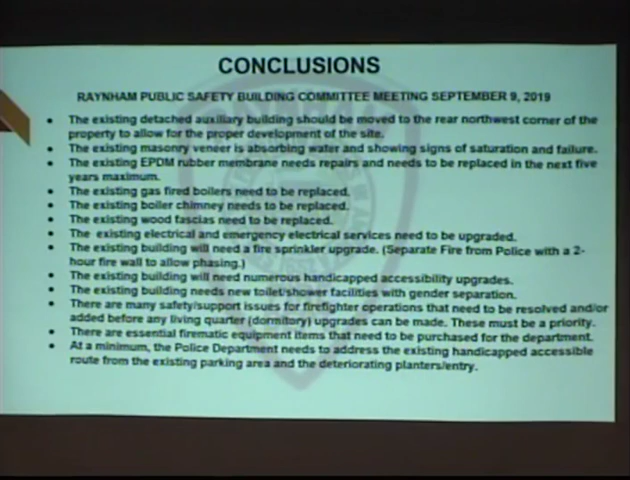 CONCLUSIONS
RAYNHAM PUBLIC SAFETY BUILDING COMMITTEE MEETING SEPTEMBER 9, 2019
• The existing detached auxiliary building should be moved to the rear northwest corner of the
property to allow for the proper development of the site.
• The existing masonry veneer is absorbing water and showing signs of saturation and failure.
• The existing EPDM rubber membrane needs repairs and needs to be replaced in the next five
years maximum.
• The existing gas fired boilers need to be replaced.
• The existing boiler chimney needs to be replaced.
• The existing wood fascias need to be replaced.
• The existing electrical and emergency electrical services need to be upgraded.
• The existing building will need a fire sprinkler upgrade. (Separate Fire from Police with a 2-
hour fire wall to allow phasing.)
• The existing building will need numerous handicapped accessibility upgrades.
• The existing building needs new toilet/shower facilities with gender separation.
• There are many safety/support issues for firefighter operations that need to be resolved and/or
added before any living quarter (dormitory) upgrades can be made. These must be a priority.
• There are essential firematic equipment items that need to be purchased for the department.
• At a minimum, the Police Department needs to address the existing handicapped accessible
route from the existing parking area and the deteriorating planters/entry.